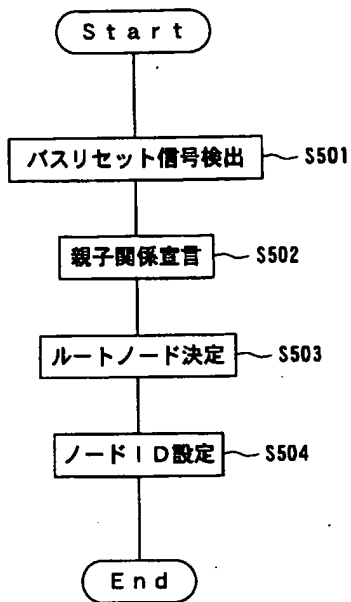 Start
バスリセット信号検出 S501
親子関係宣言 S502
ルートノード決定 S503
ノードID設定 S504
End